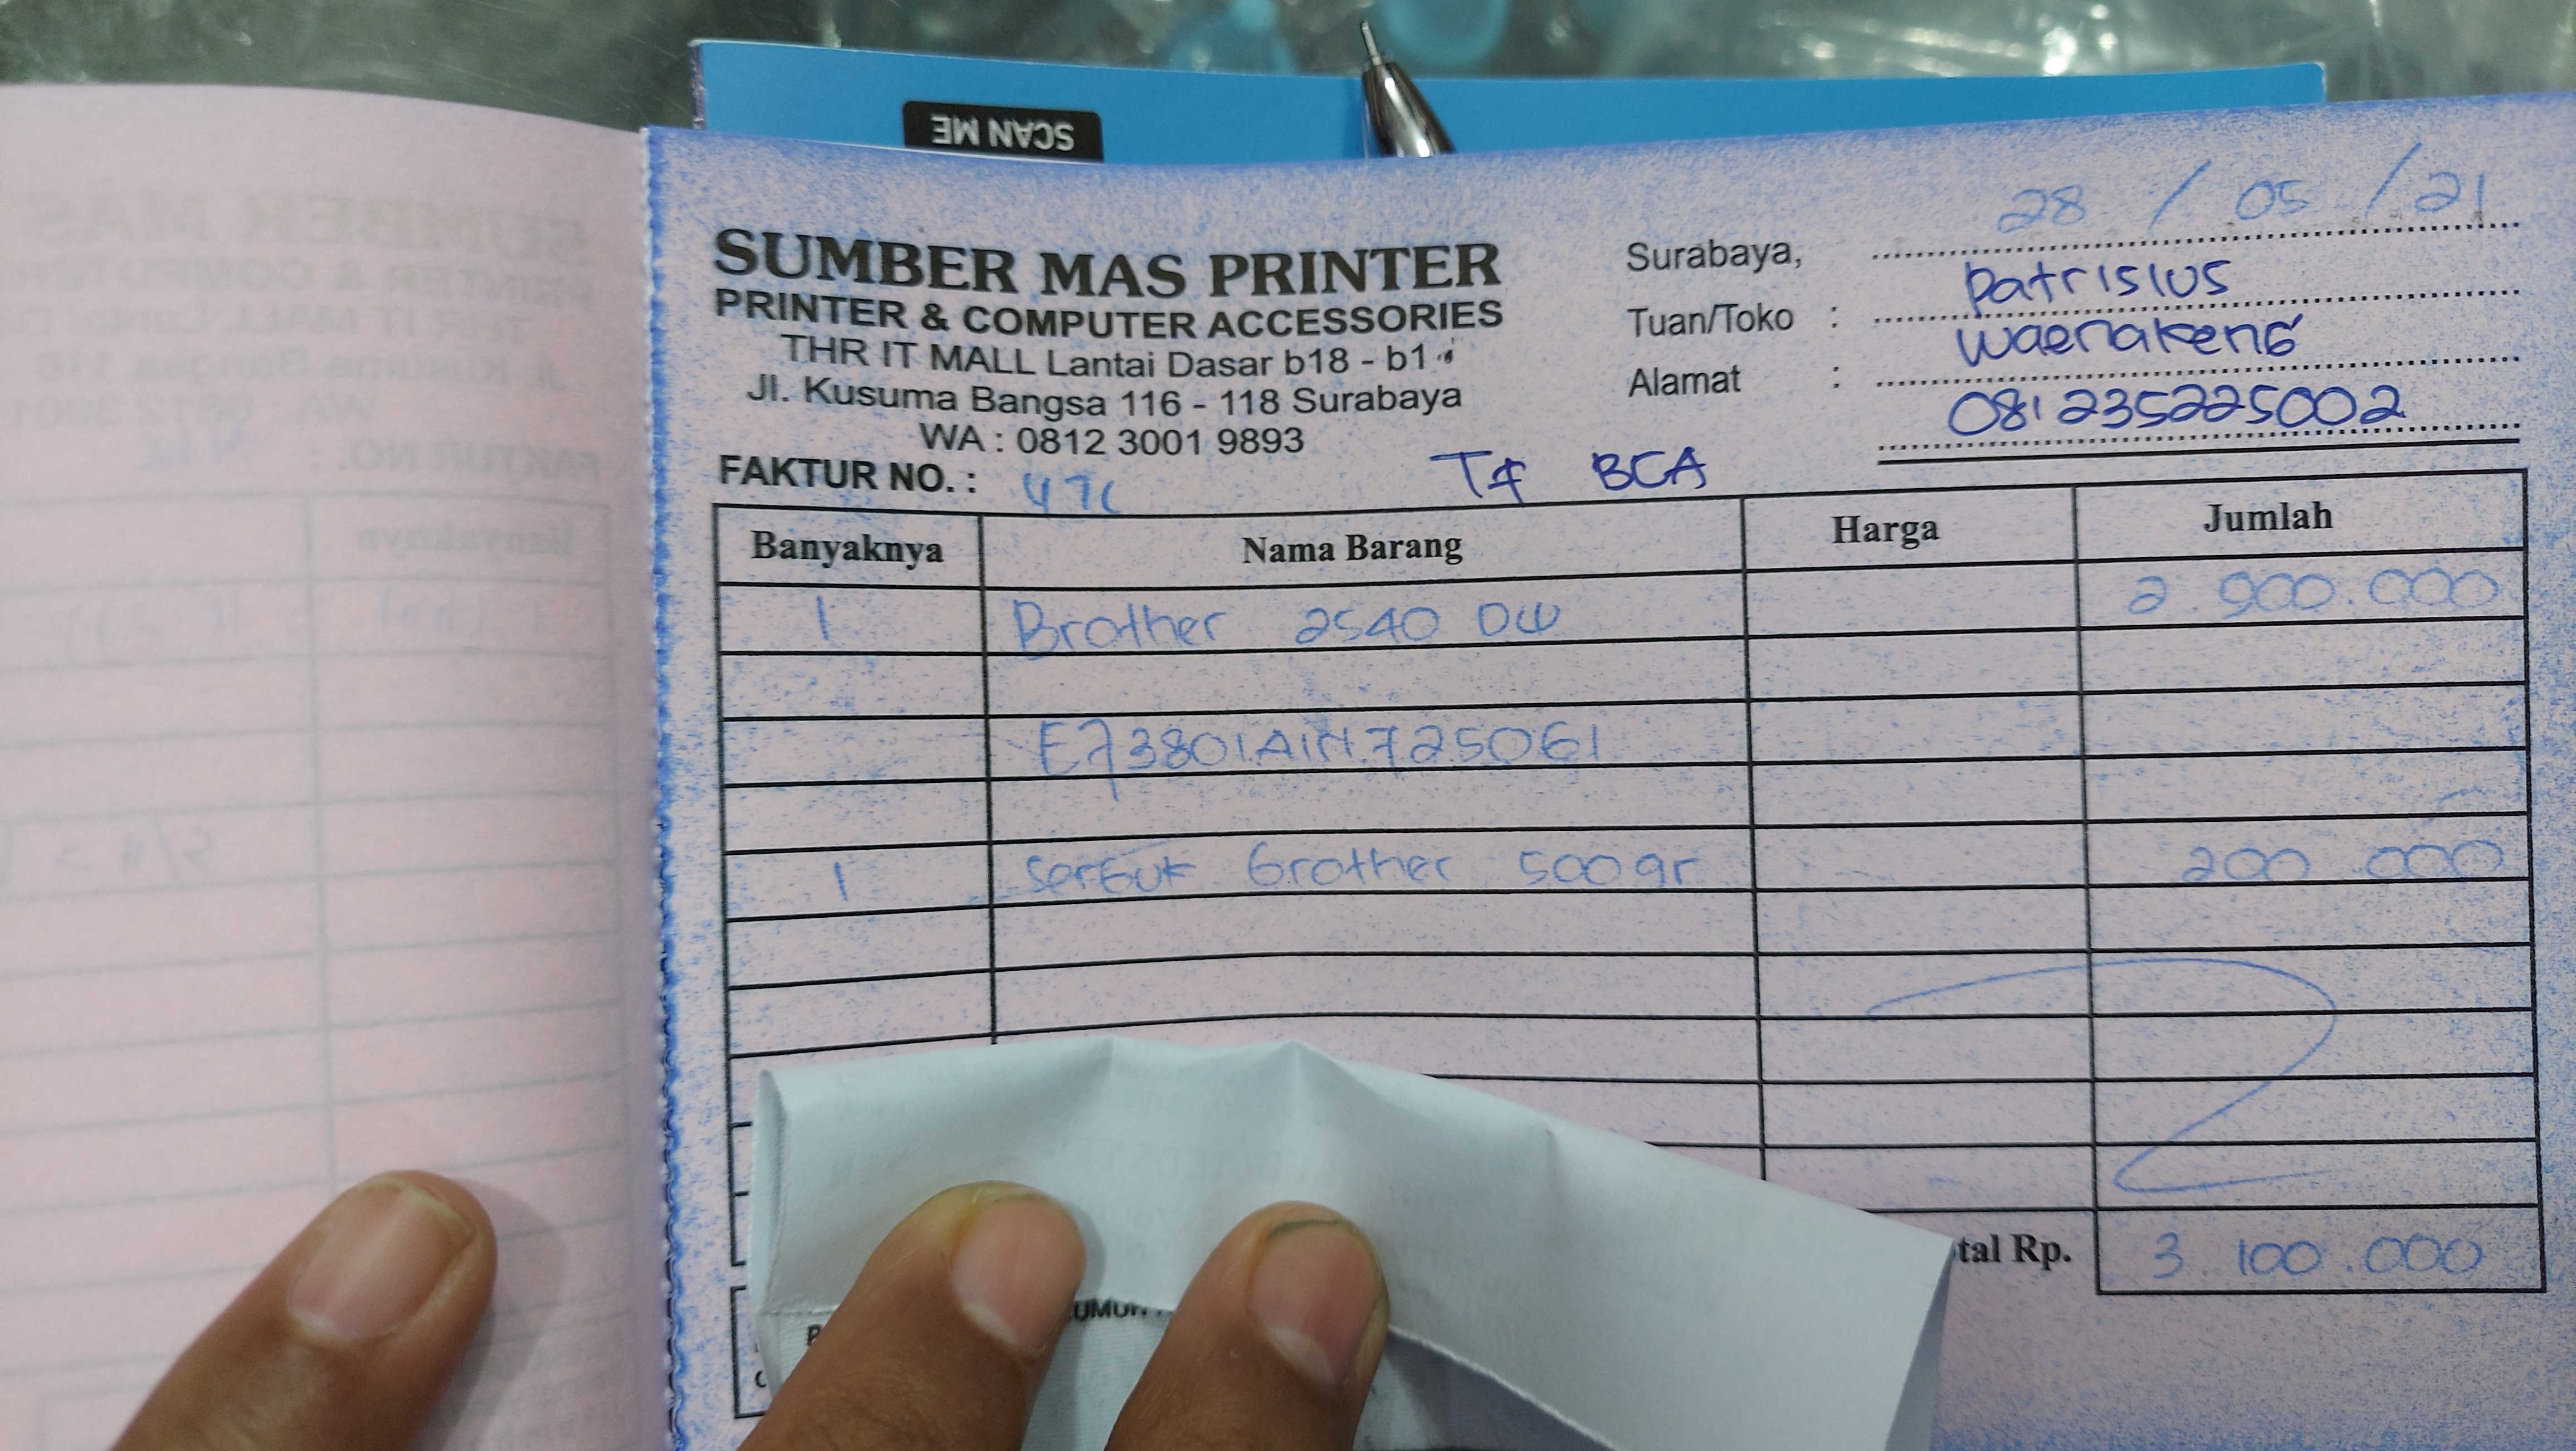 SCAN ME
SUMBER MAS PRINTER
PRINTER & COMPUTER ACCESSORIES
THR IT MALL Lantai Dasar b18 - b1
Jl. Kusuma Bangsa 116 - 118 Surabaya
WA : 0812 3001 9893
FAKTUR NO. :
Surabaya, 28 / 05 / 21
Tuan/Toko : Patrisius
Alamat : Waenakeng
081235225002
Tf BCA
Banyaknya Nama Barang Harga Jumlah
1 Brother 2540 DW 2.900.000
E73801A1N725061
1 serbuk brother 500 gr 200 000
tal Rp. 3.100.000